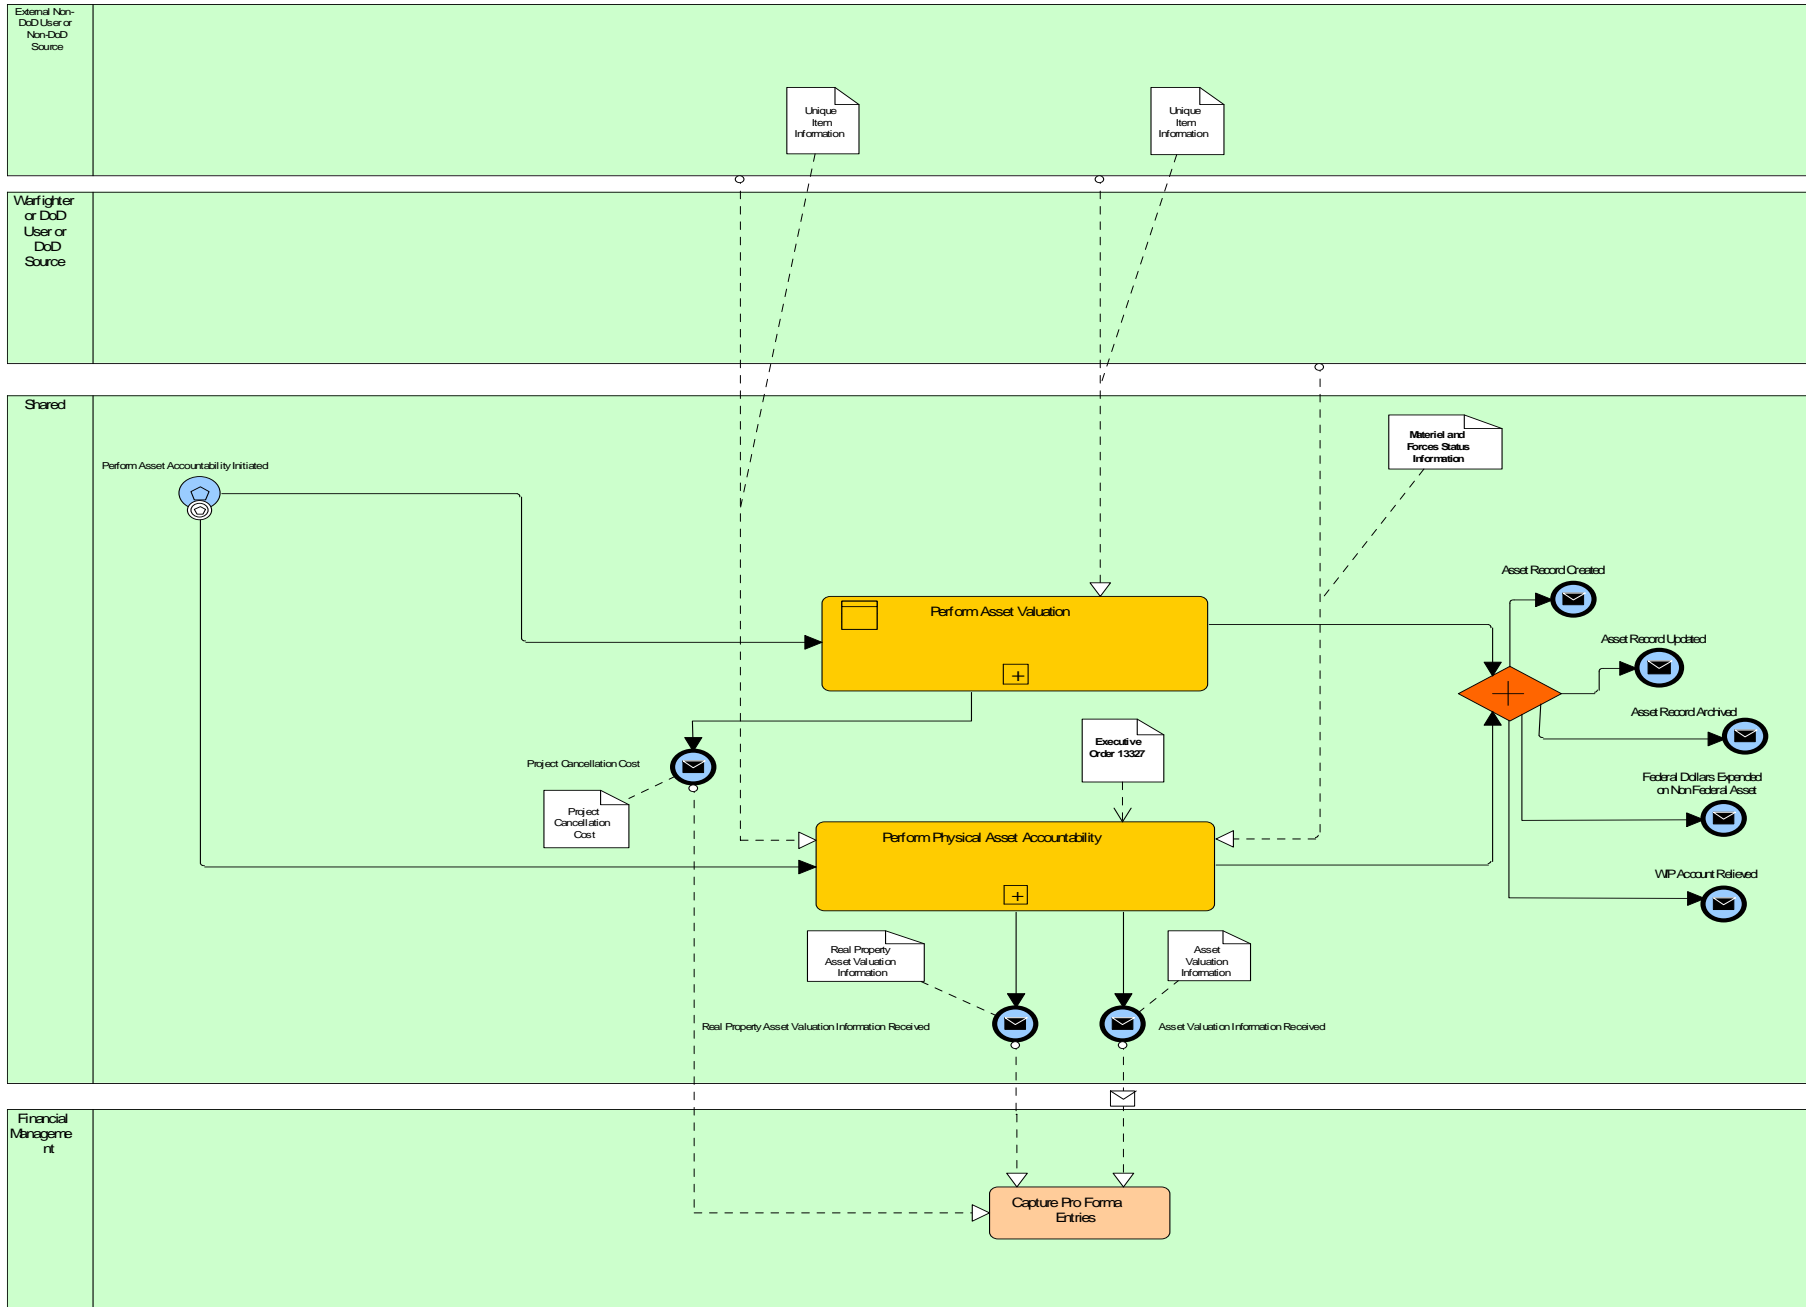 External Non-
DoD User or
Non-DoD
Source
Unique
Item
Information
Unique
Item
Information
Warfighter
or DoD
User or
DoD
Source
Shared
Materiel and
Forces Status
Information
Perform Asset Accountability Initiated
Asset Record Created
Perform Asset Valuation
Asset Record Updated
Asset Record Archived
Executive
Order 13327
Project Cancellation Cost
Federal Dollars Expended
on Non Federal Asset
Project
Cancellation
Cost
Perform Physical Asset Accountability
WIP Account Relieved
Real Property
Asset Valuation
Information
Asset
Valuation
Information
Real Property Asset Valuation Information Received
Asset Valuation Information Received
Financial
Manageme
nt
Capture Pro Forma
Entries